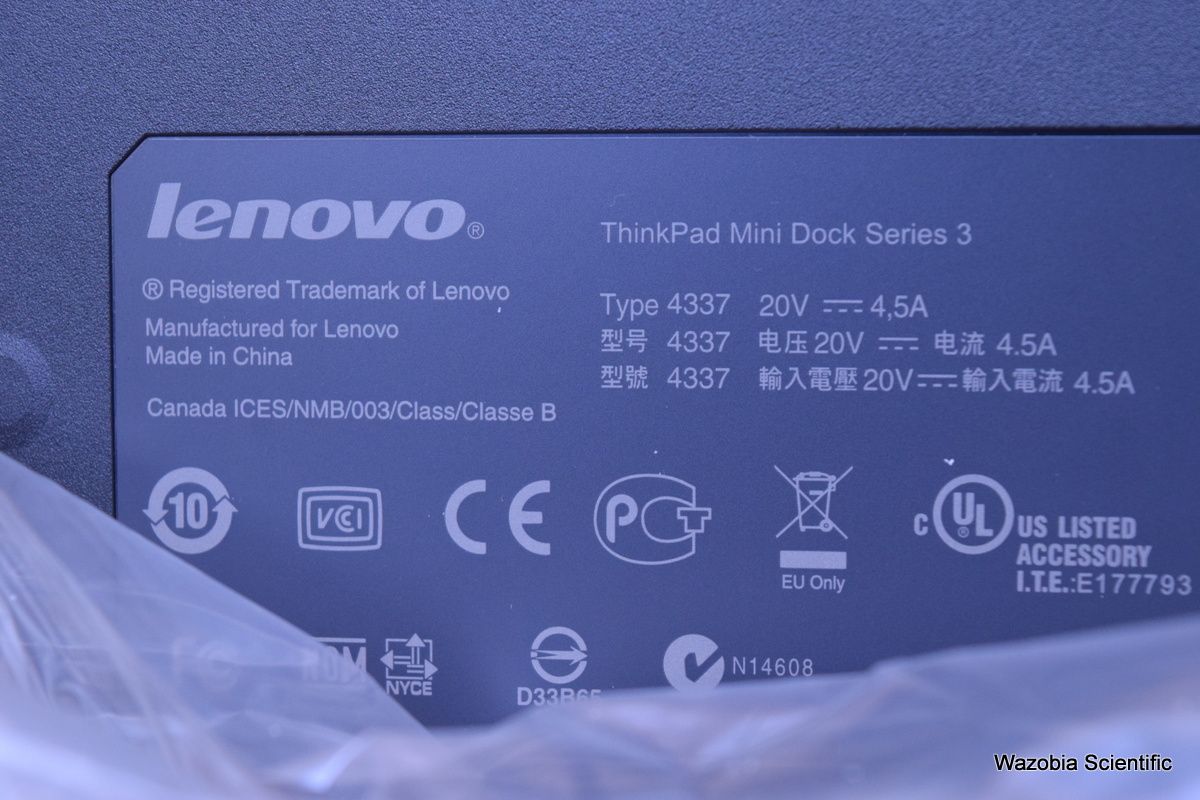 lenovo®
ThinkPad Mini Dock Series 3
® Registered Trademark of Lenovo
Manufactured for Lenovo
Made in China
Canada ICES/NMB/003/Class/Classe B
Type 4337 20V 4,5A
型号 4337 电压 20V 电流 4.5A
型號 4337 輸入電壓 20V 輸入電流 4.5A
10
VCI
CE
PCT
EU Only
C UL® US LISTED
ACCESSORY
I.T.E.:E177793
NOM
NYCE
D33B65
N14608
Wazobia Scientific